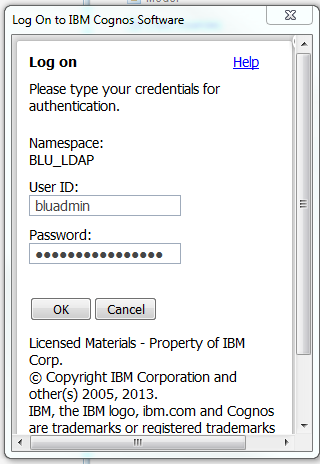 Log On to IBM Cognos Software
Log on
Help
Please type your credentials for
authentication.
Namespace:
BLU_LDAP
User ID:
bluadmin
Password:
●●●●●●●●●●●●●●●●
OK
Cancel
Licensed Materials - Property of IBM
Corp.
© Copyright IBM Corporation and
other(s) 2005, 2013.
IBM, the IBM logo, ibm.com and Cognos
are trademarks or registered trademarks